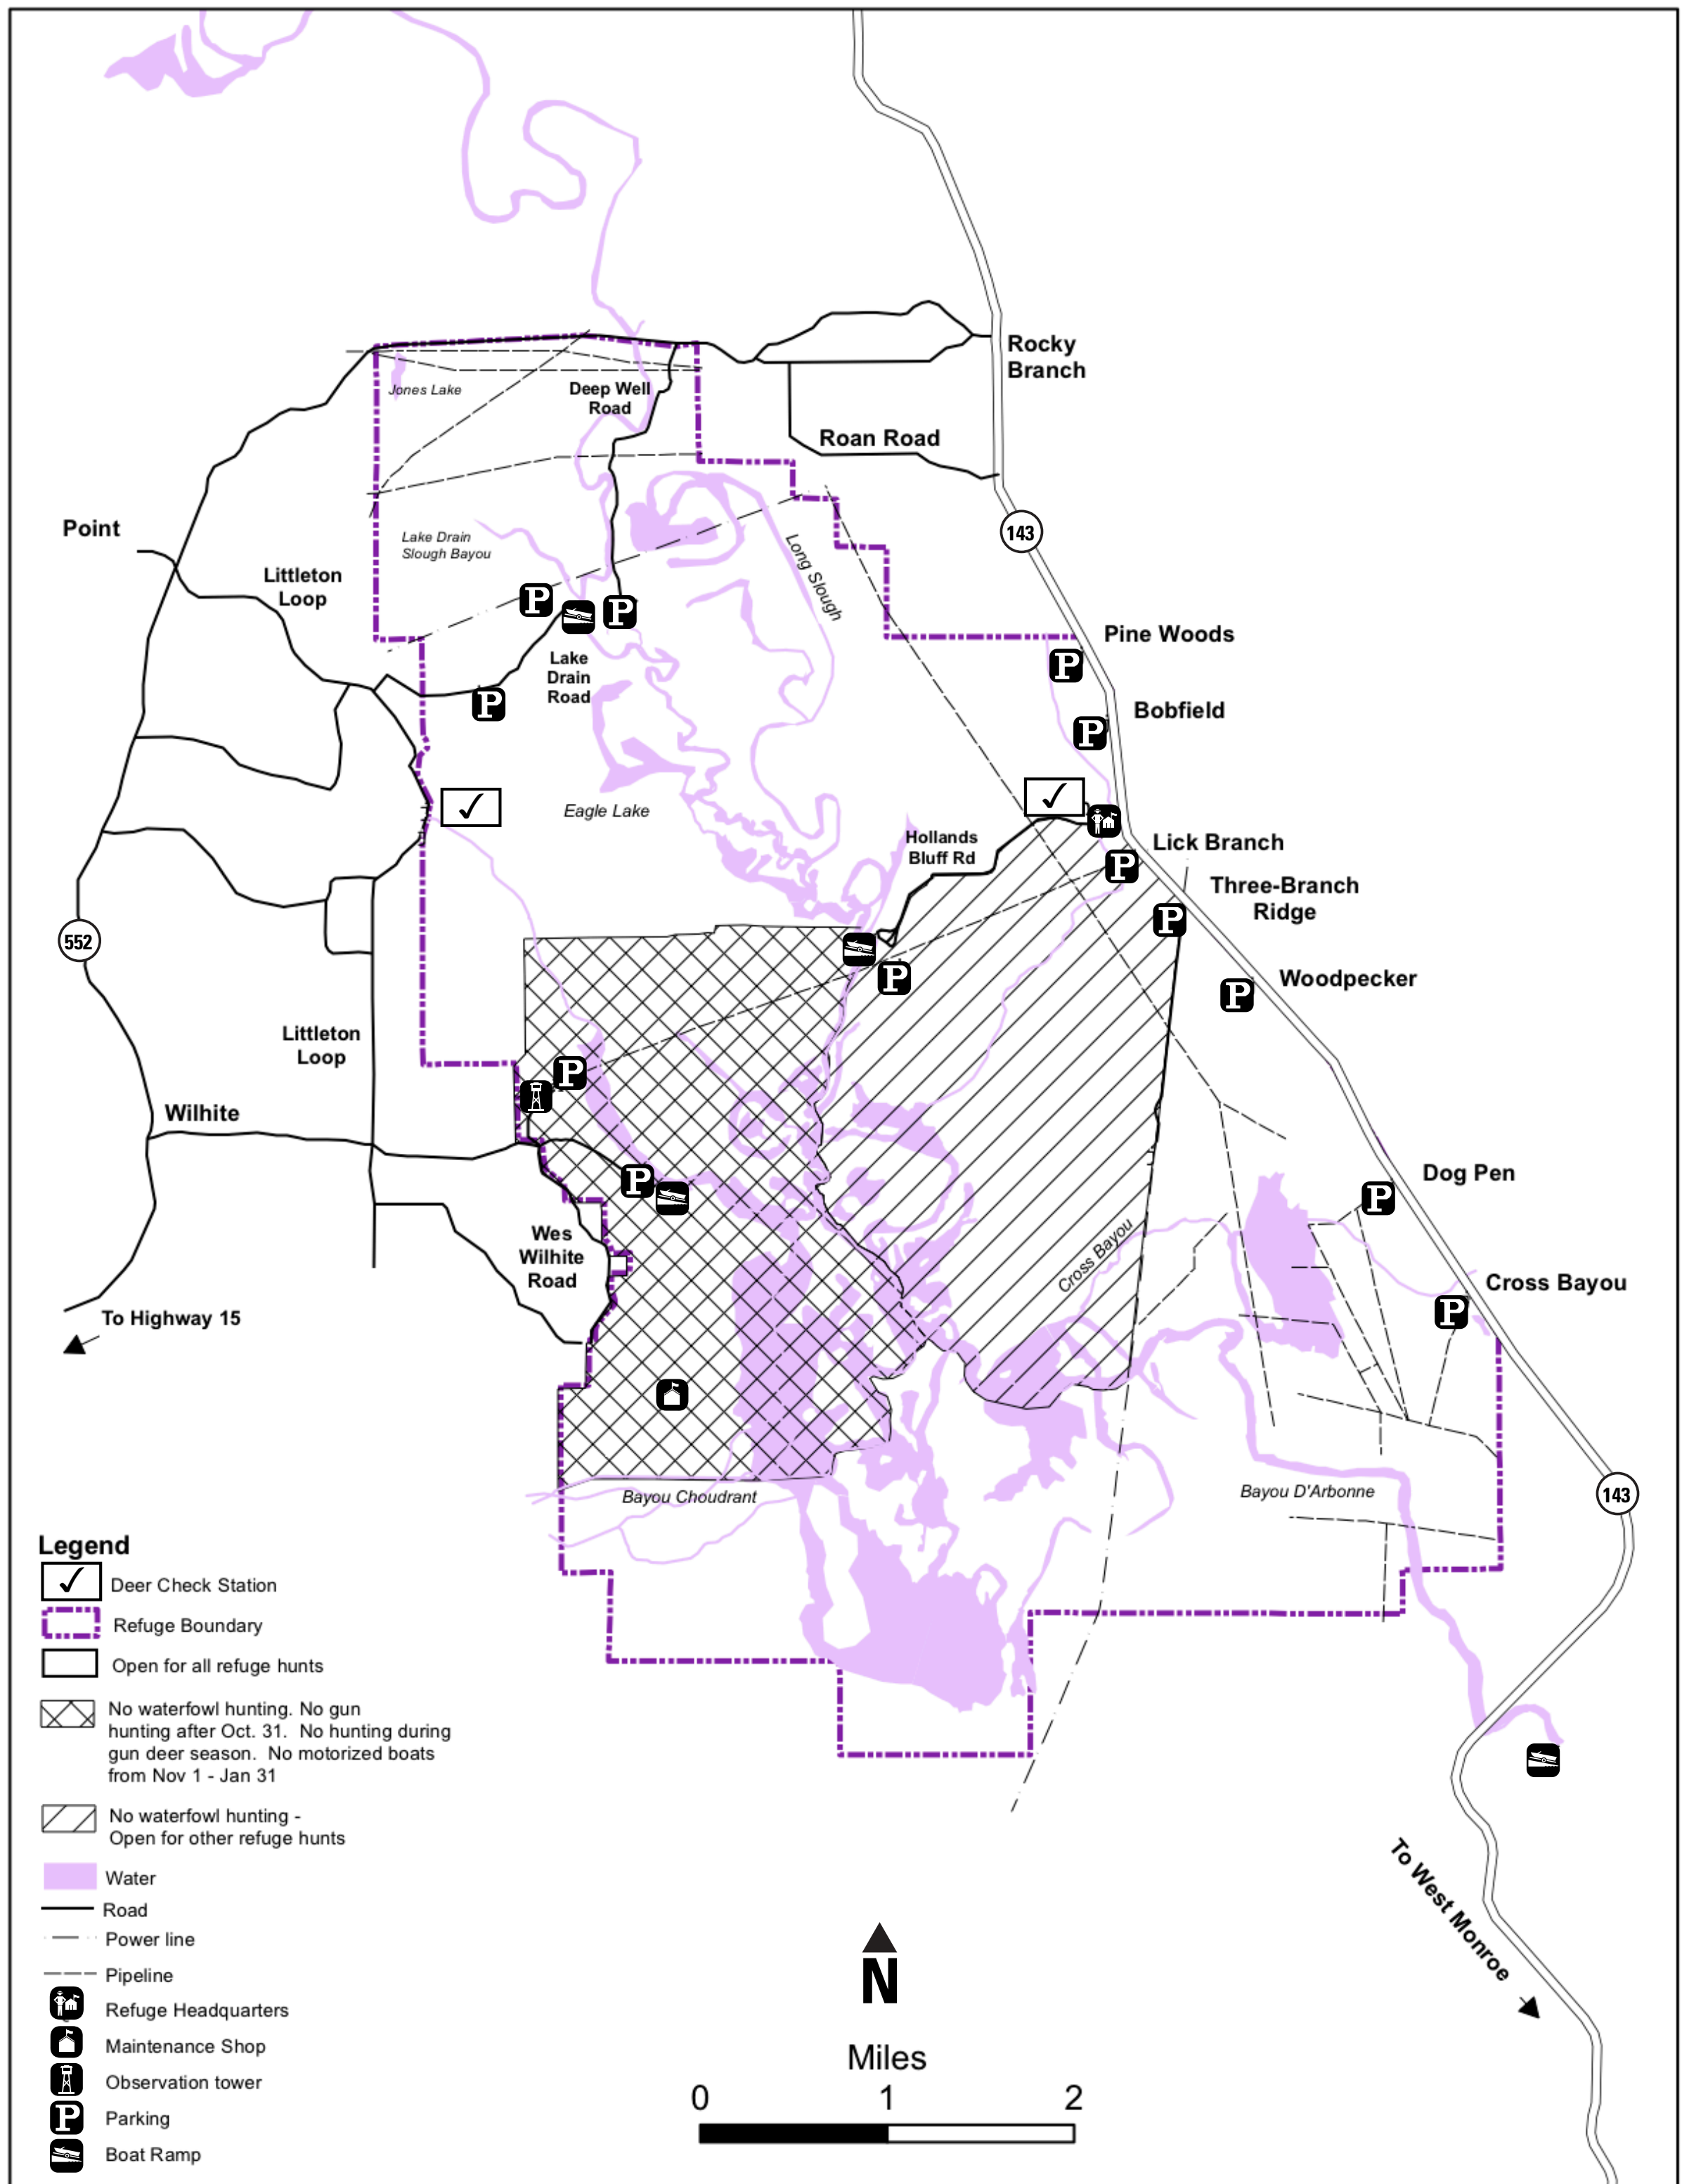 Rocky
Branch
Jones Lake
Deep Well
Road
Roan Road
Point
143
Lake Drain
Slough Bayou
Long Slough
Littleton
Loop
P
P
Pine Woods
Lake
Drain
Road
P
P
Bobfield
P
Eagle Lake
Hollands
Bluff Rd
Lick Branch
P
Three-Branch
Ridge
P
552
Woodpecker
P
P
Littleton
Loop
P
Wilhite
Dog Pen
P
P
Wes
Wilhite
Road
Cross Bayou
Cross Bayou
P
To Highway 15
Bayou Choudrant
Bayou D'Arbonne
143
Legend
Deer Check Station
Refuge Boundary
Open for all refuge hunts
No waterfowl hunting. No gun
hunting after Oct. 31. No hunting during
gun deer season. No motorized boats
from Nov 1 - Jan 31
No waterfowl hunting -
Open for other refuge hunts
Water
Road
Power line
Pipeline
Refuge Headquarters
Maintenance Shop
Observation tower
P Parking
Boat Ramp
To West Monroe
N
Miles
0 1 2